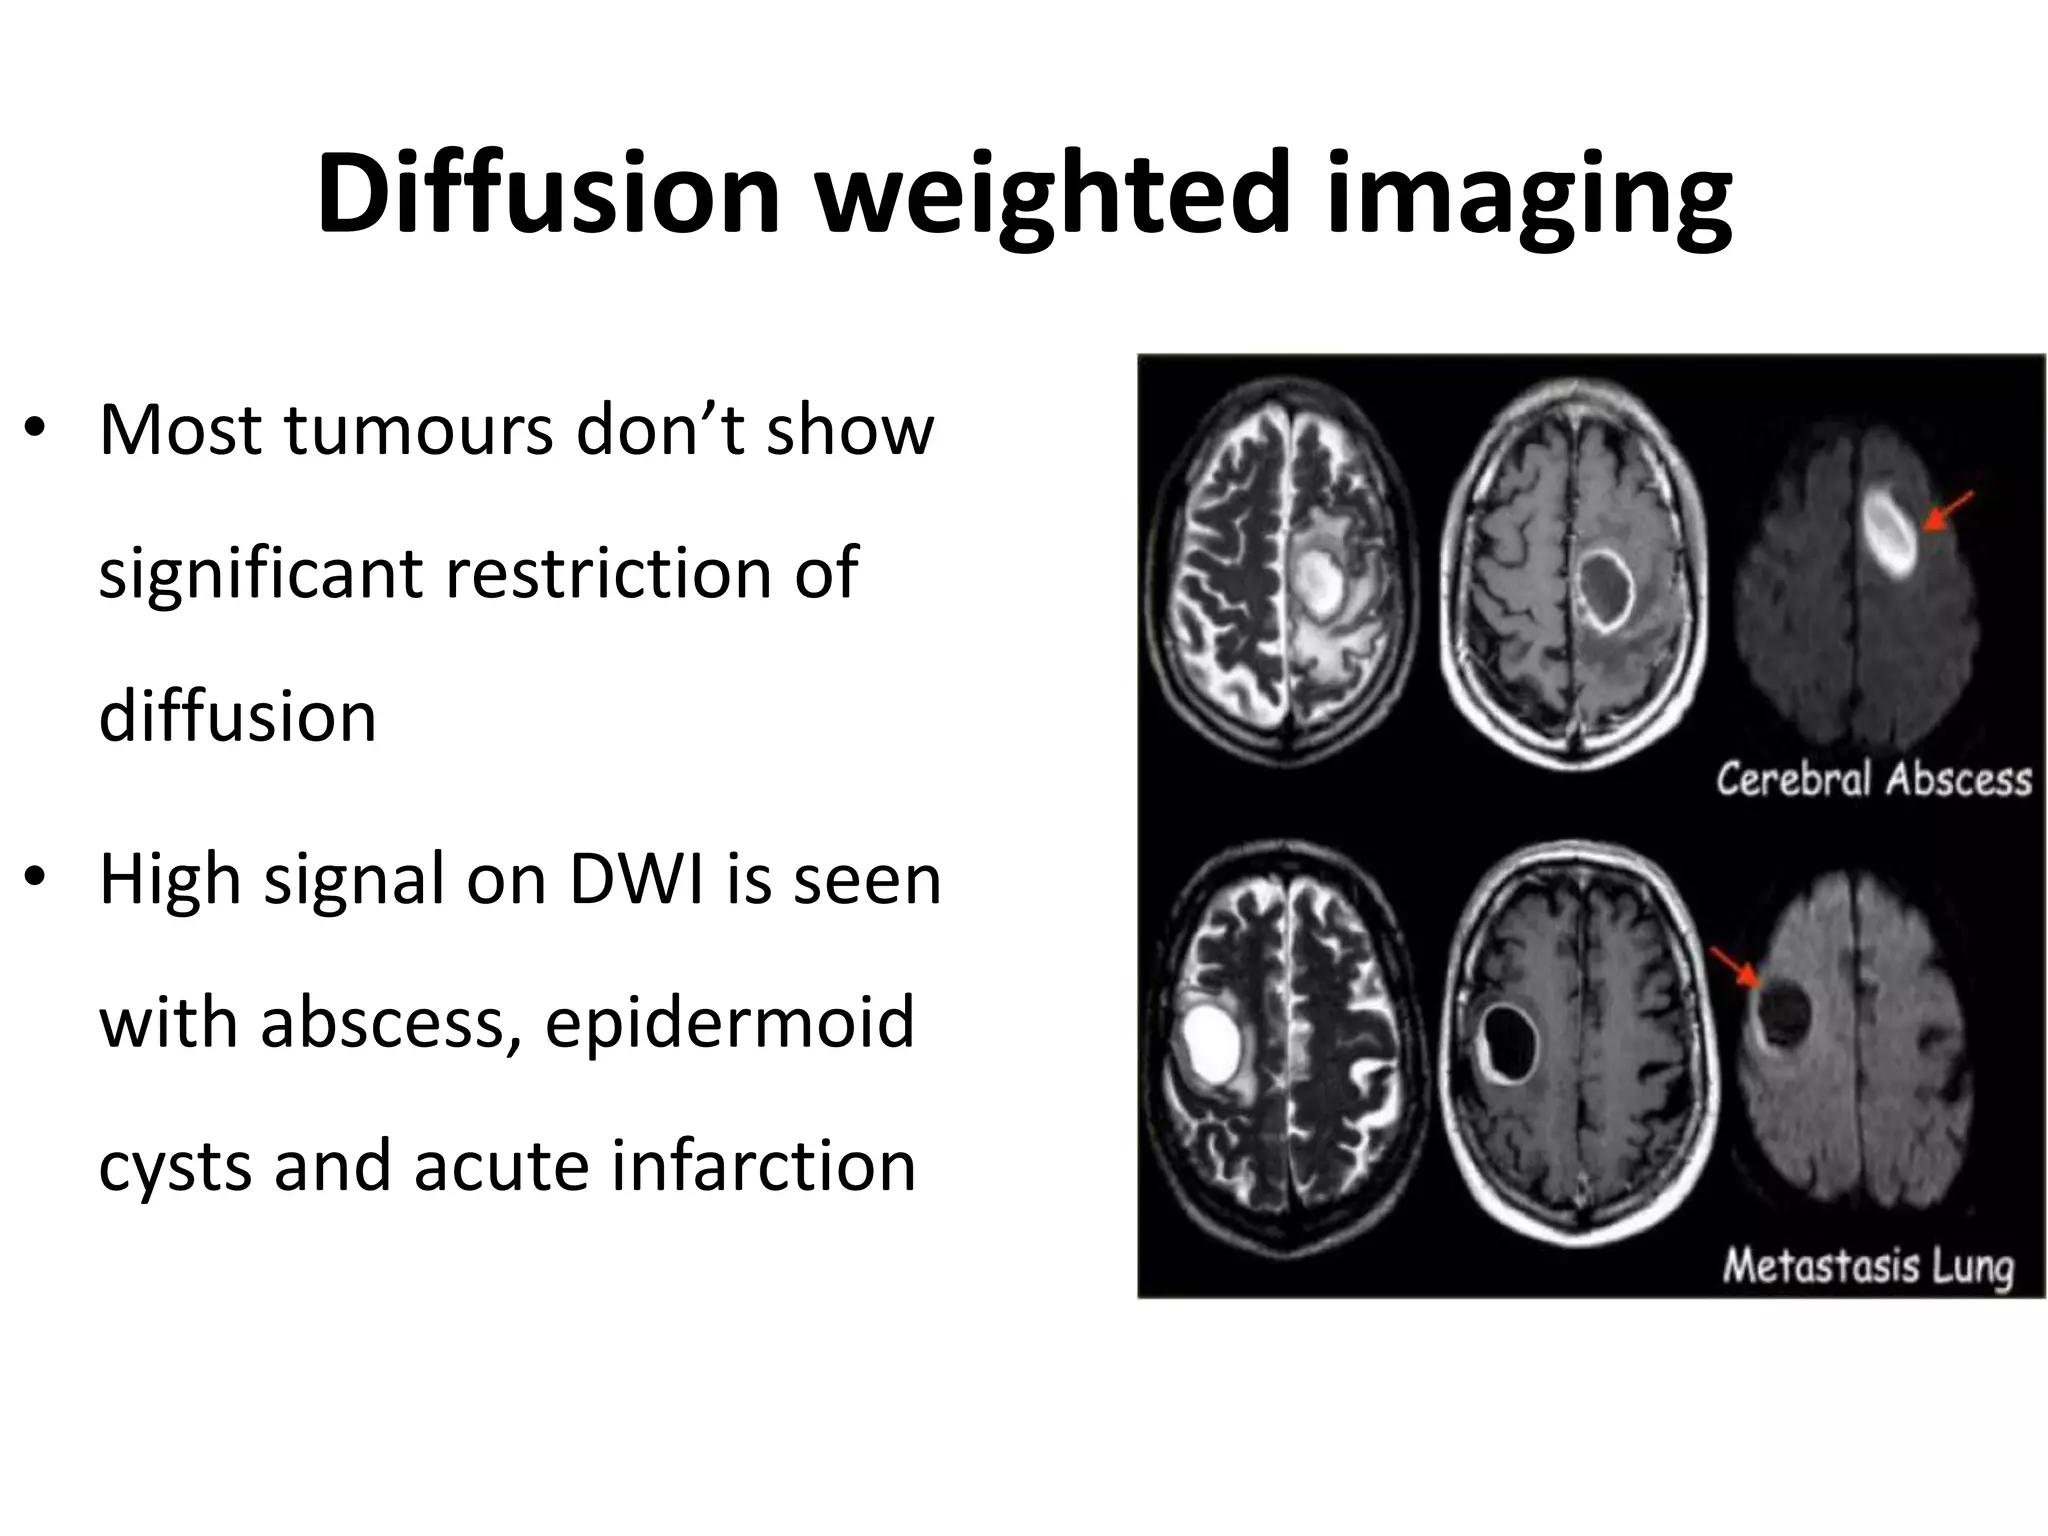 Diffusion weighted imaging
• Most tumours don’t show
significant restriction of
diffusion
• High signal on DWI is seen
with abscess, epidermoid
cysts and acute infarction
Cerebral Abscess
Metastasis Lung